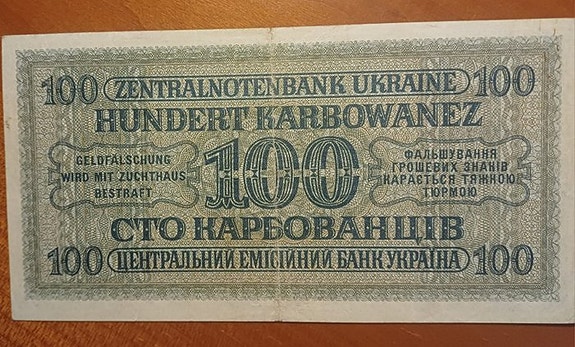 100 ZENTRALNOTENBANK UKRAINE 100
HUNDERT KARBOWANEZ
GELDFÄLSCHUNG
WIRD MIT ZUCHTHAUS
BESTRAFT
100
ФАЛЬШУВАННЯ
ГРОШЕВИХ ЗНАКІВ
КАРАЄТЬСЯ ТЯЖНОЮ
ТЮРМОЮ
СТО КАРБОВАНЦІВ
100 ЦЕНТРАЛЬНИЙ ЕМІСІЙНИЙ БАНК УКРАЇНА 100